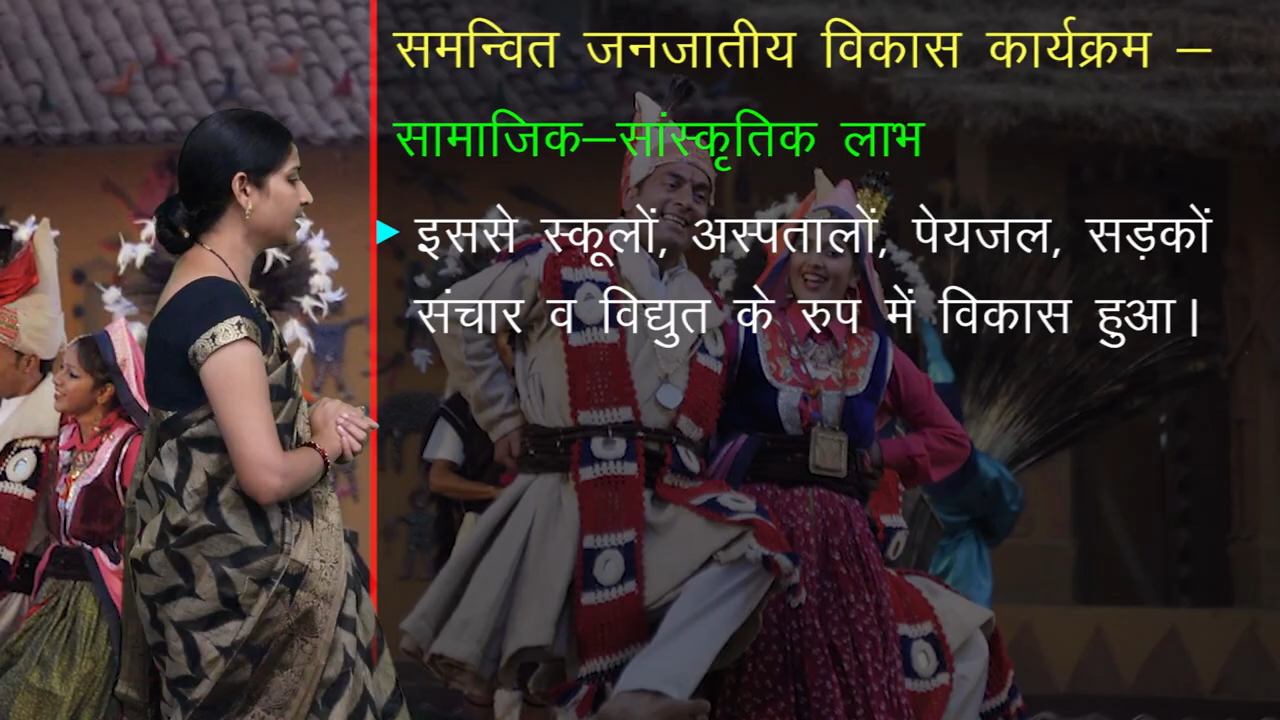 समन्वित जनजातीय विकास कार्यक्रम –
सामाजिक–सांस्कृतिक लाभ
इससे स्कूलों, अस्पतालों, पेयजल, सड़कों
संचार व विद्युत के रुप में विकास हुआ।